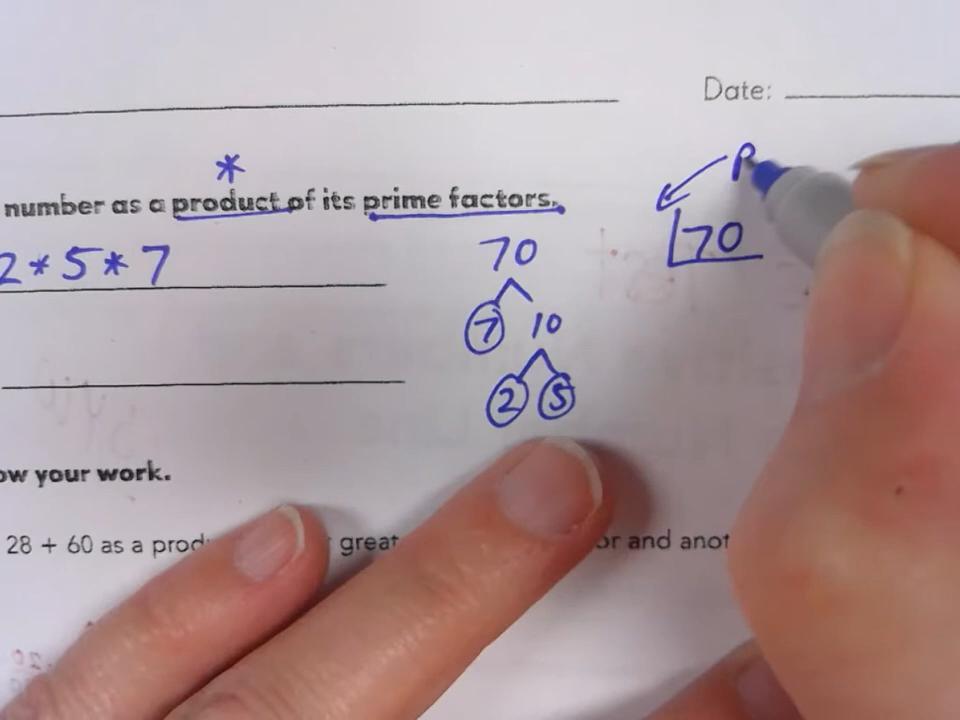 Date:
*
P
number as a product of its prime factors.
70
2 * 5 * 7
70
7 10
2 5
ow your work.
28 + 60 as a prod great or and anot